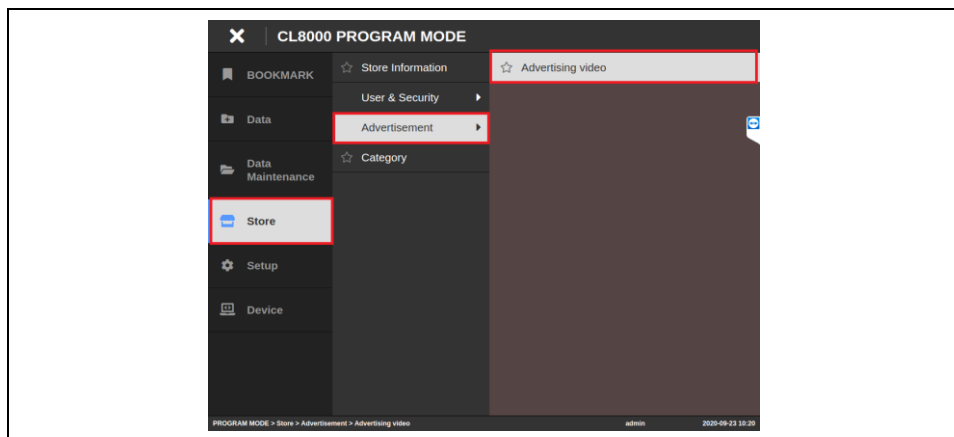 CL8000 PROGRAM MODE
BOOKMARK
Data
Data
Maintenance
Store
Setup
Device
Store Information
User & Security
Advertisement
Category
Advertising video
PROGRAM MODE > Store > Advertisement > Advertising video
admin
2020-09-23 10:20